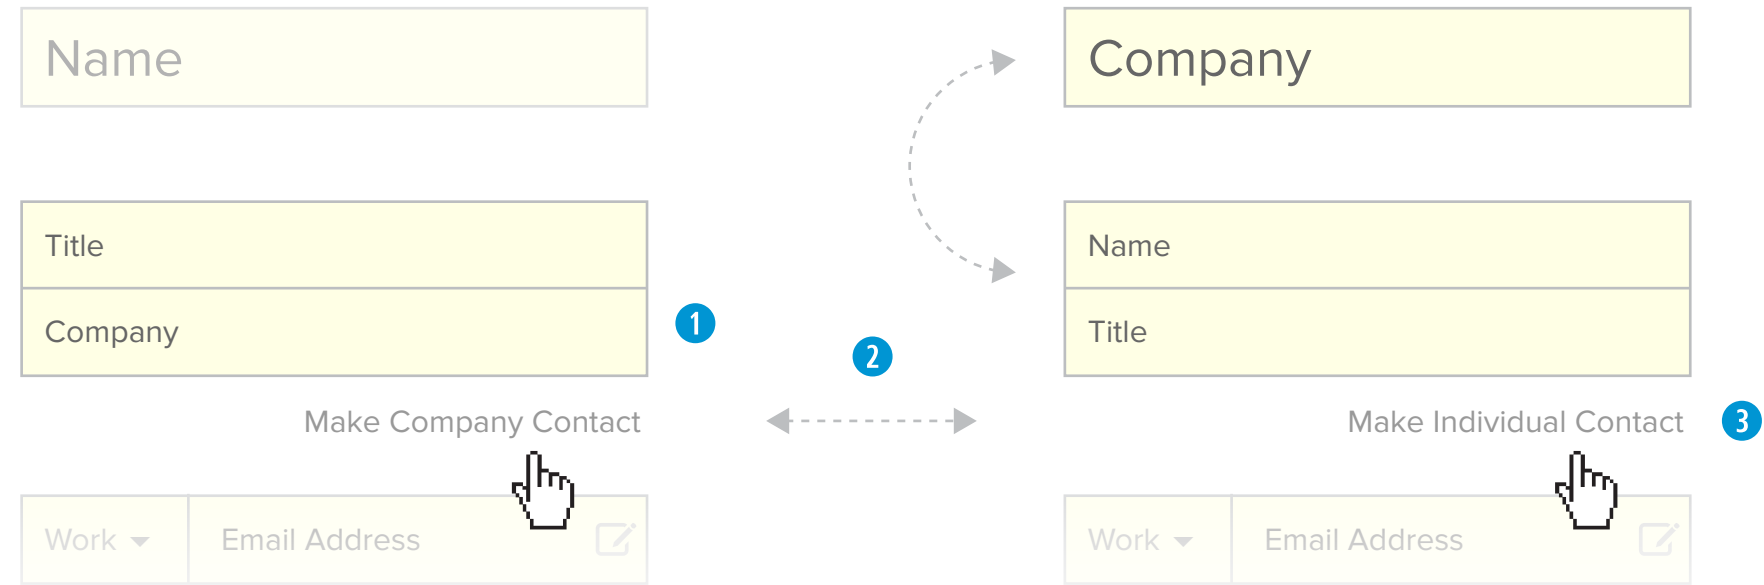 Name
Title
Company
1
Make Company Contact
Work
Email Address
2
Company
Name
Title
Make Individual Contact
3
Work
Email Address